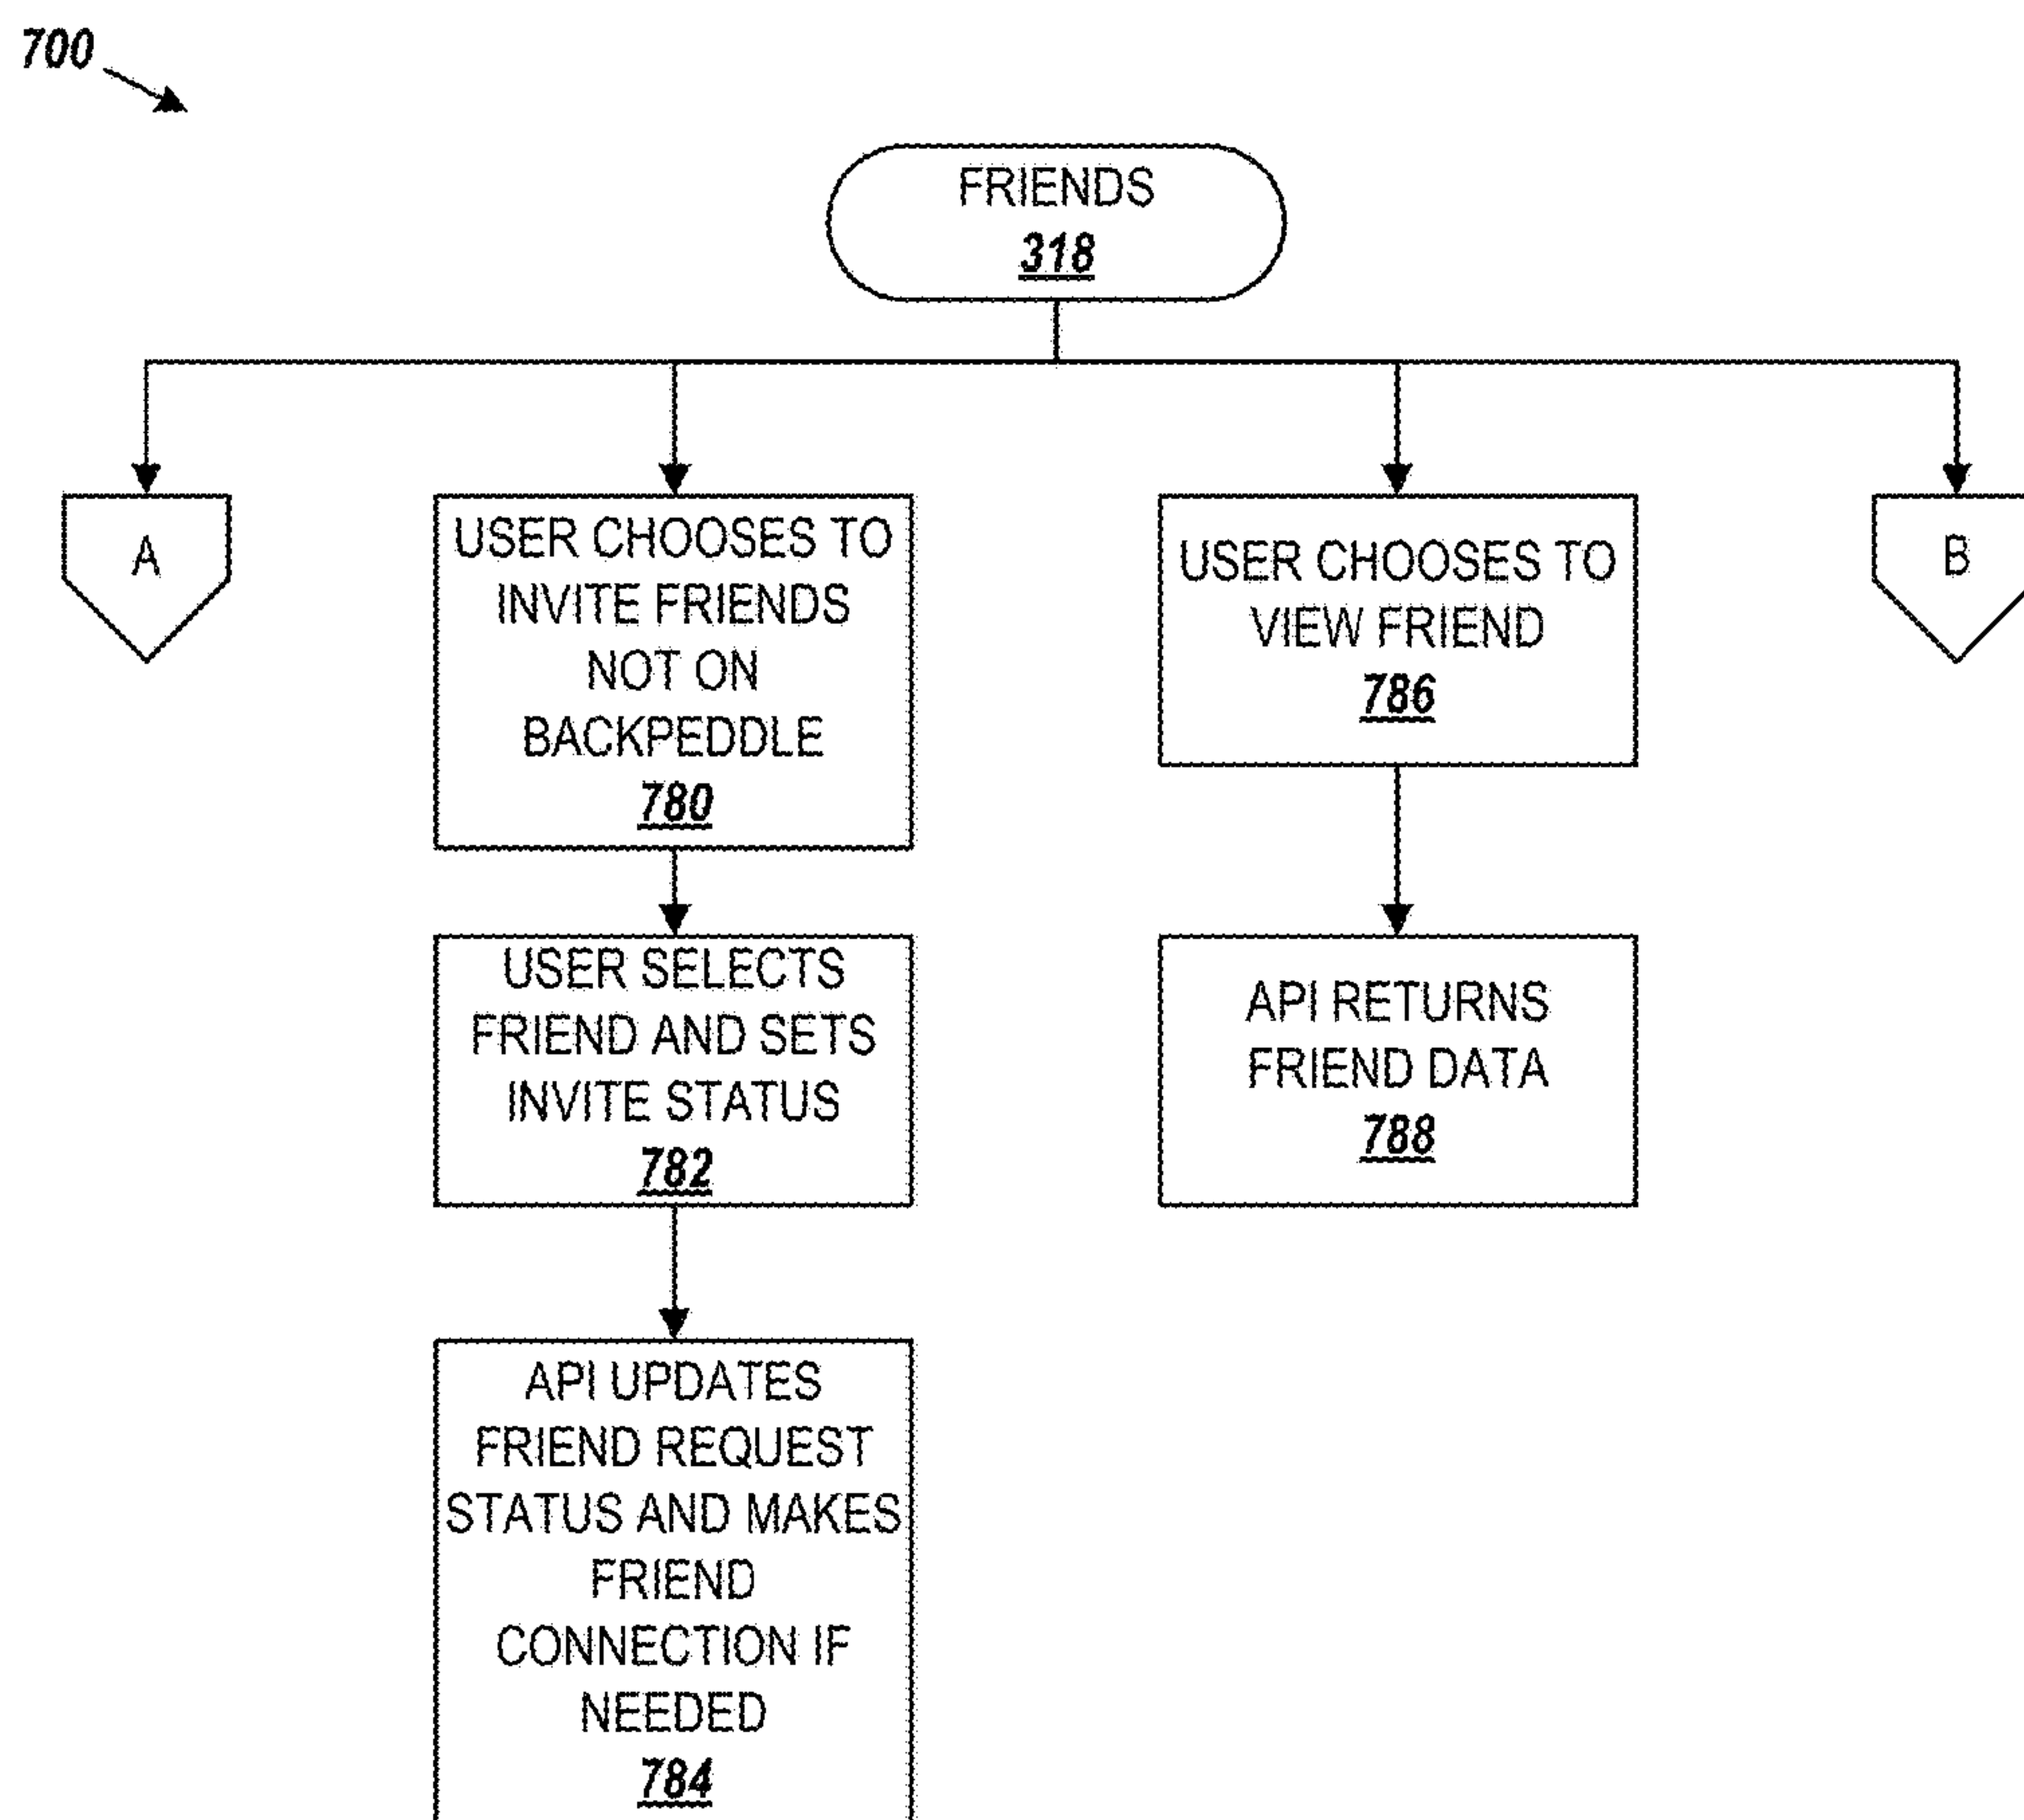 700
FRIENDS
318
A
USER CHOOSES TO
INVITE FRIENDS
NOT ON
BACKPEDDLE
780
USER CHOOSES TO
VIEW FRIEND
786
B
USER SELECTS
FRIEND AND SETS
INVITE STATUS
782
API RETURNS
FRIEND DATA
788
API UPDATES
FRIEND REQUEST
STATUS AND MAKES
FRIEND
CONNECTION IF
NEEDED
784